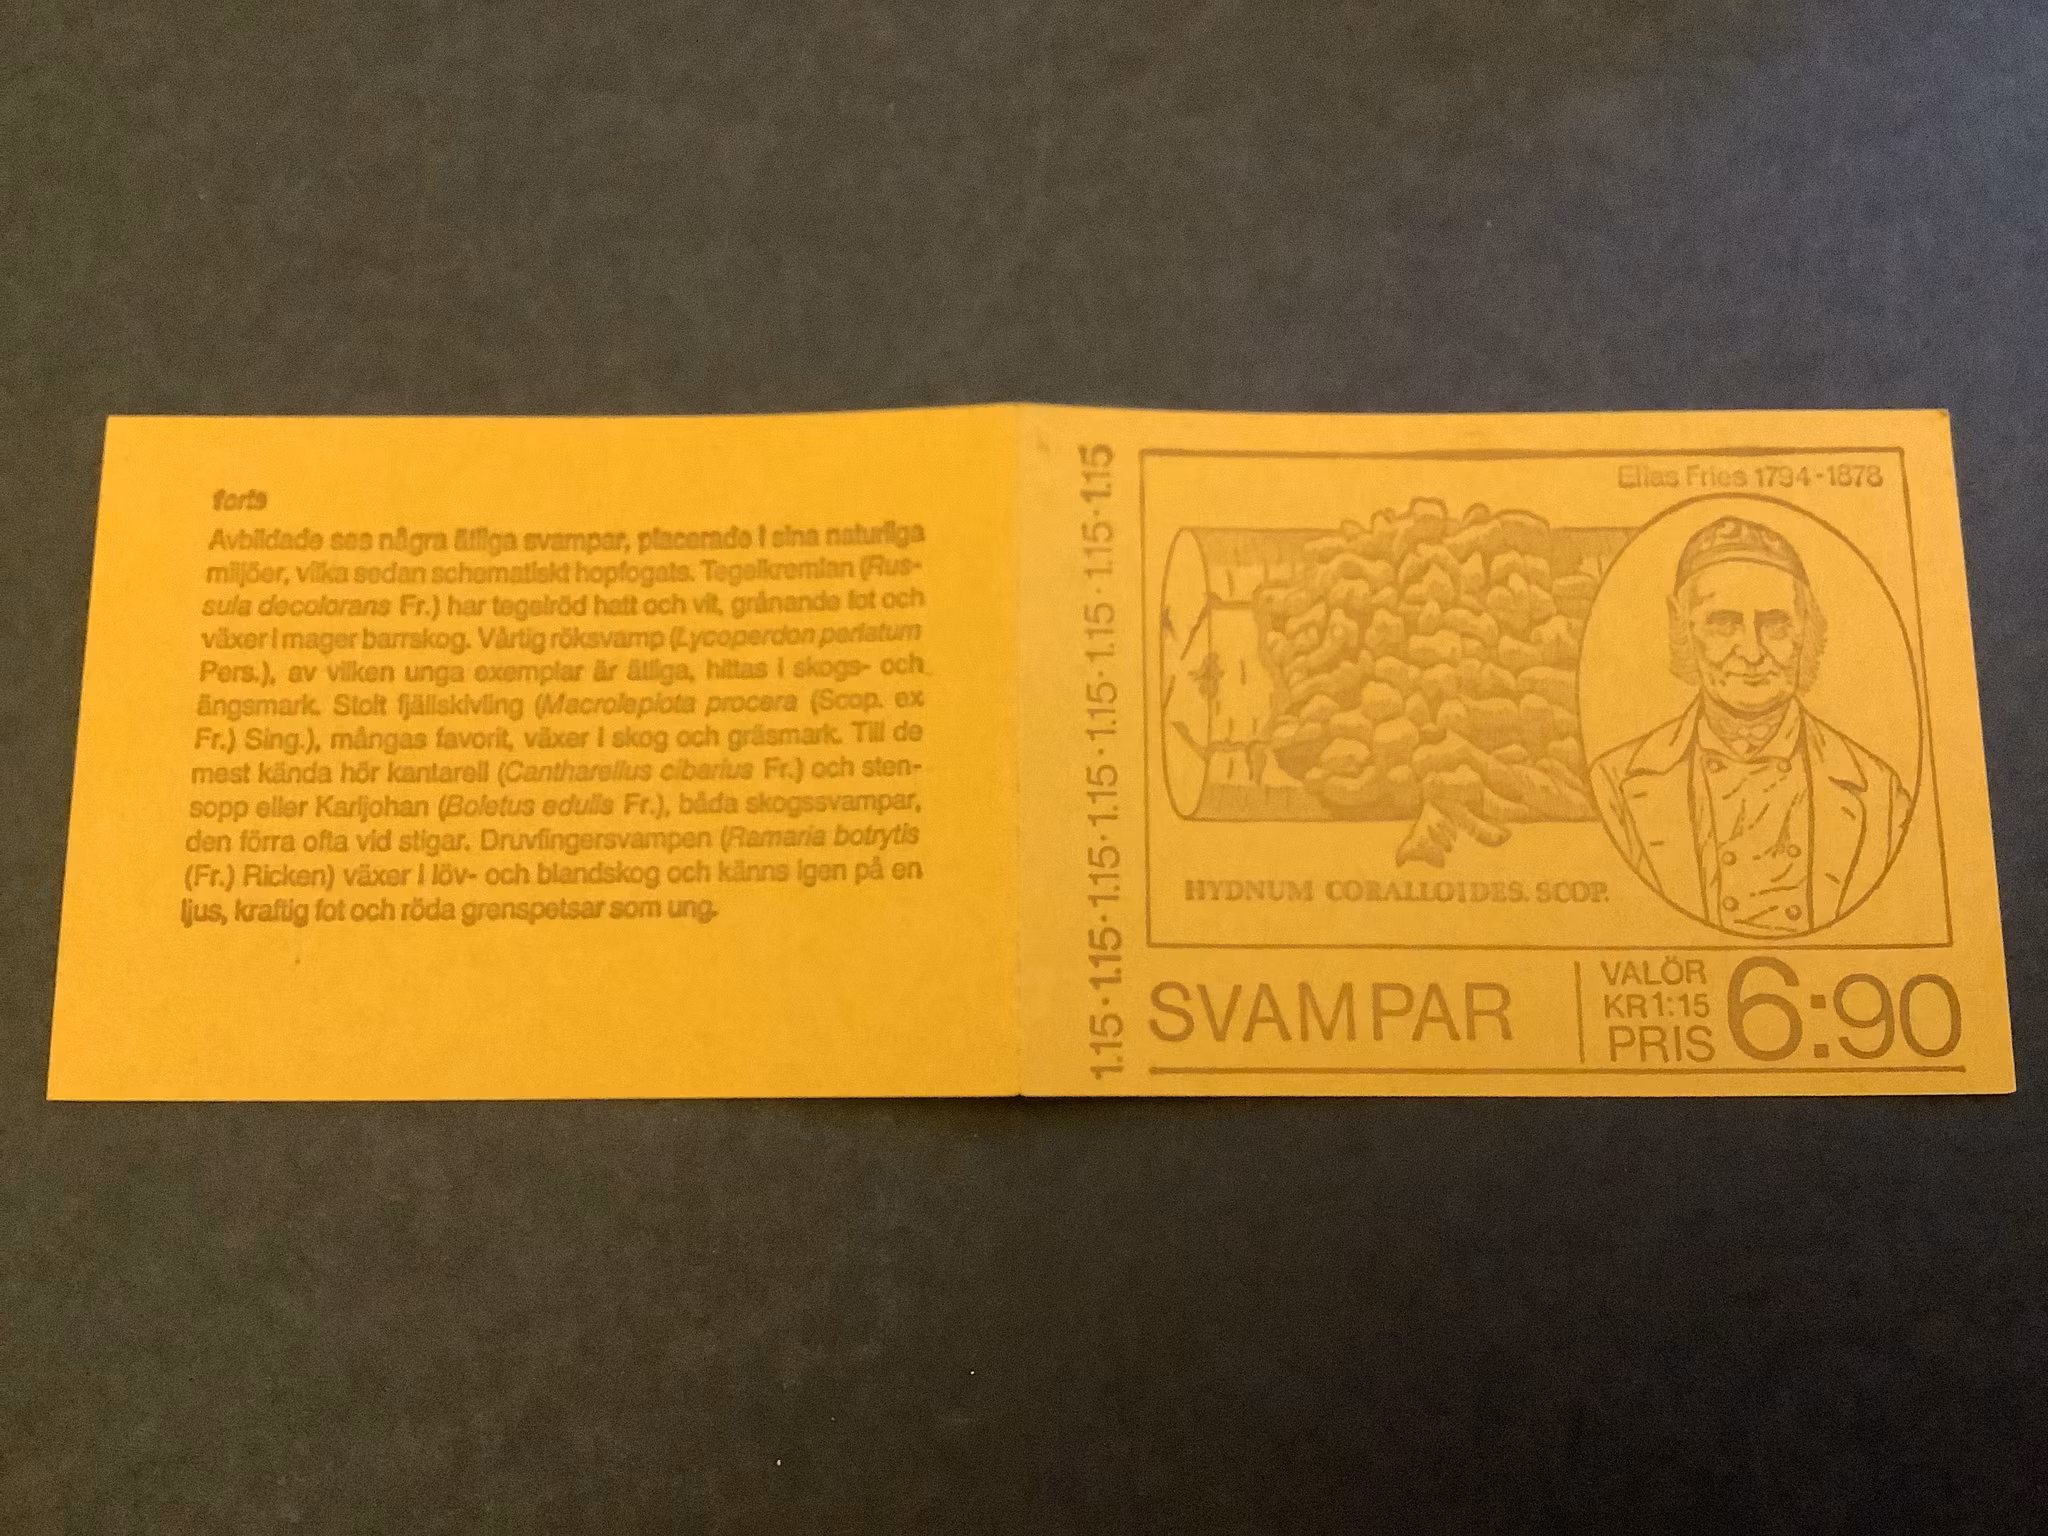 forts
Avbildade ses några ätliga svampar, placerade i sina naturliga
miljöer, vilka sedan schematiskt hopfogats. Tegelkremlan (Rus-
sula decolorans Fr.) har tegelröd hatt och vit, grånande fot och
växer i mager barrskog. Vårtig röksvamp (Lycoperdon perlatum
Pers.), av vilken unga exemplar är ätliga, hittas i skogs- och
ängsmark. Stolt fjällskivling (Macrolepiota procera (Scop. ex
Fr.) Sing.), mångas favorit, växer i skog och gräsmark. Till de
mest kända hör kantarell (Cantharellus cibarius Fr.) och sten-
sopp eller Karljohan (Boletus edulis Fr.), båda skogssvampar,
den förra ofta vid stigar. Druvfingersvampen (Ramaria botrytis
(Fr.) Ricken) växer i löv- och blandskog och känns igen på en
ljus, kraftig fot och röda grenspetsar som ung.
1.15·1.15·1.15·1.15·1.15·1.15·1.15·1.15
Elias Fries 1794-1878
HYDNUM CORALLOIDES. SCOP.
SVAMPAR
VALÖR
KR 1:15
PRIS
6:90